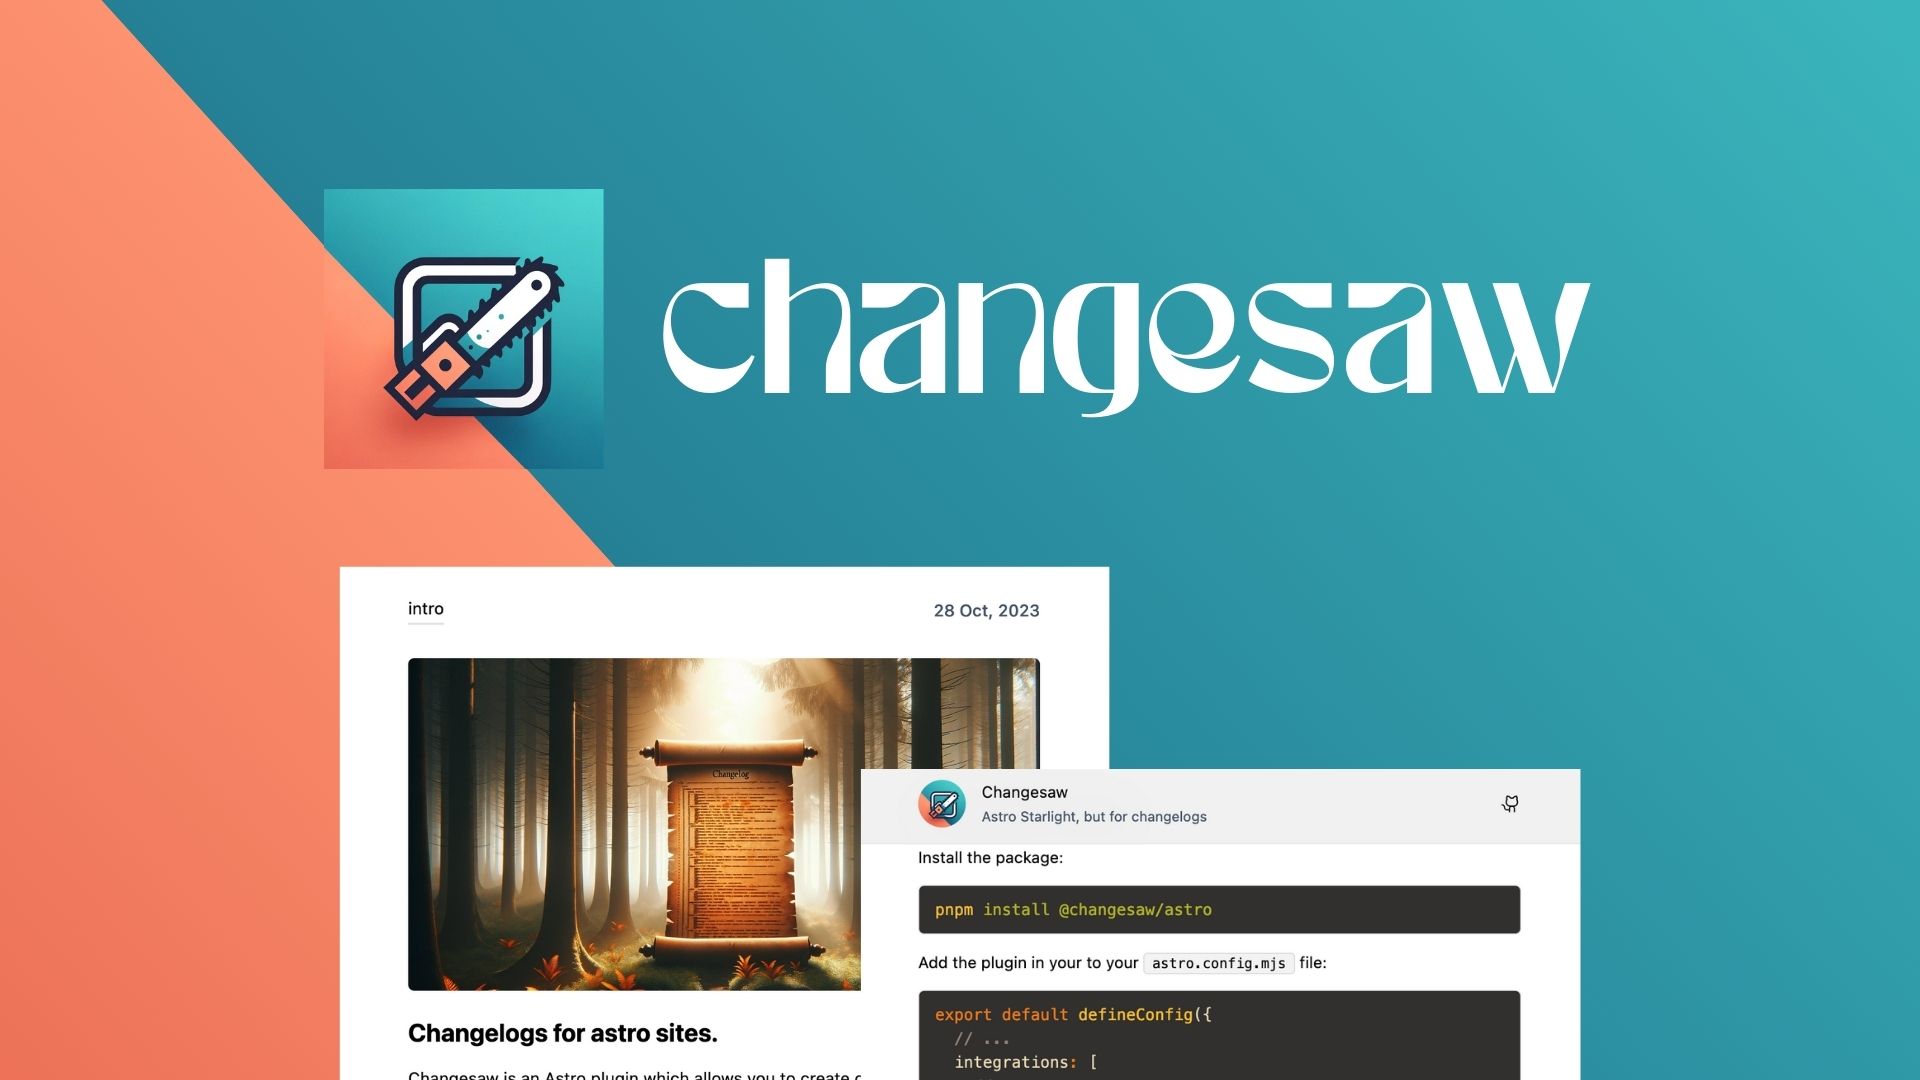 changesaw
intro
28 Oct, 2023
Changelog
Changelogs for astro sites.
Changesaw is an Astro plugin which allows you to create
Changesaw
Astro Starlight, but for changelogs
Install the package:
pnpm install @changesaw/astro
Add the plugin in your to your astro.config.mjs file:
export default defineConfig({
// ...
integrations: [